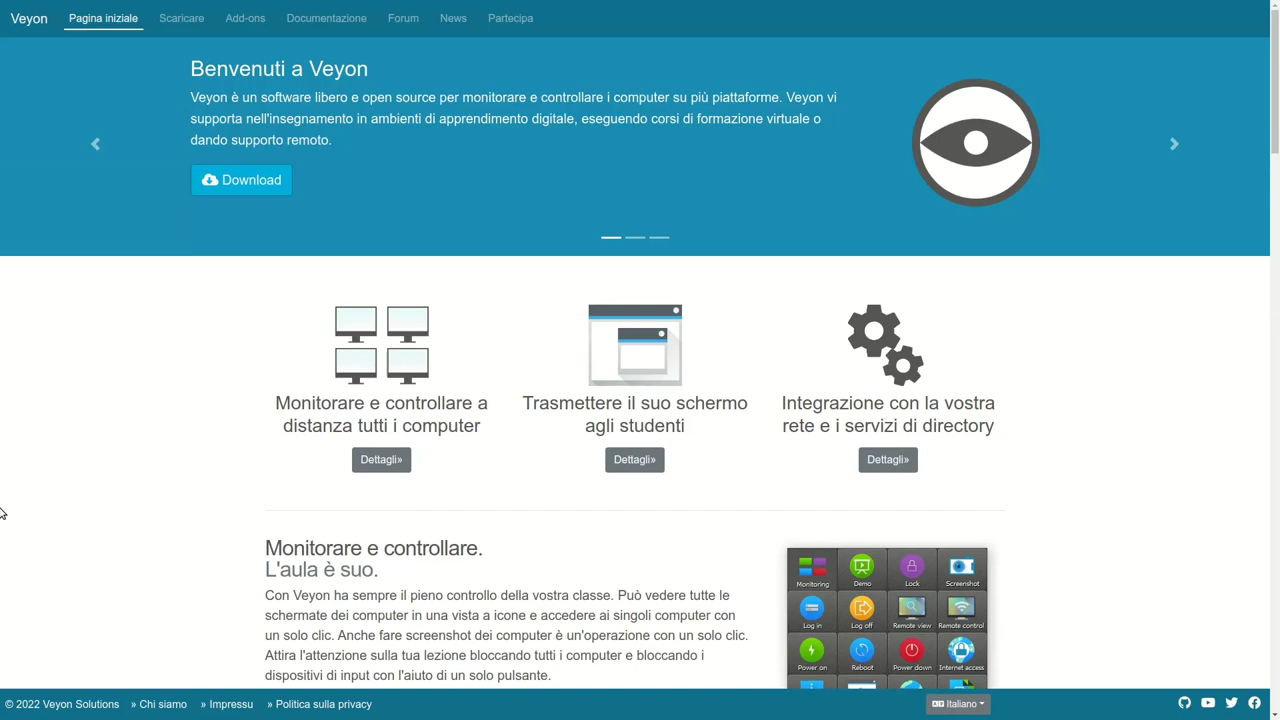 Veyon Pagina iniziale Scaricare Add-ons Documentazione Forum News Partecipa
Benvenuti a Veyon
Veyon è un software libero e open source per monitorare e controllare i computer su più piattaforme. Veyon vi
supporta nell'insegnamento in ambienti di apprendimento digitale, eseguendo corsi di formazione virtuale o
dando supporto remoto.
Download
Monitorare e controllare a
distanza tutti i computer
Dettagli»
Trasmettere il suo schermo
agli studenti
Dettagli»
Integrazione con la vostra
rete e i servizi di directory
Dettagli»
Monitorare e controllare.
L'aula è suo.
Con Veyon ha sempre il pieno controllo della vostra classe. Può vedere tutte le
schermate dei computer in una vista a icone e accedere ai singoli computer con
un solo clic. Anche fare screenshot dei computer è un'operazione con un solo clic.
Attira l'attenzione sulla tua lezione bloccando tutti i computer e bloccando i
dispositivi di input con l'aiuto di un solo pulsante.
Monitoring Demo Lock Screenshot
Log in Log off Remote view Remote control
Power on Reboot Power down Internet access
© 2022 Veyon Solutions » Chi siamo » Impressu » Politica sulla privacy Italiano